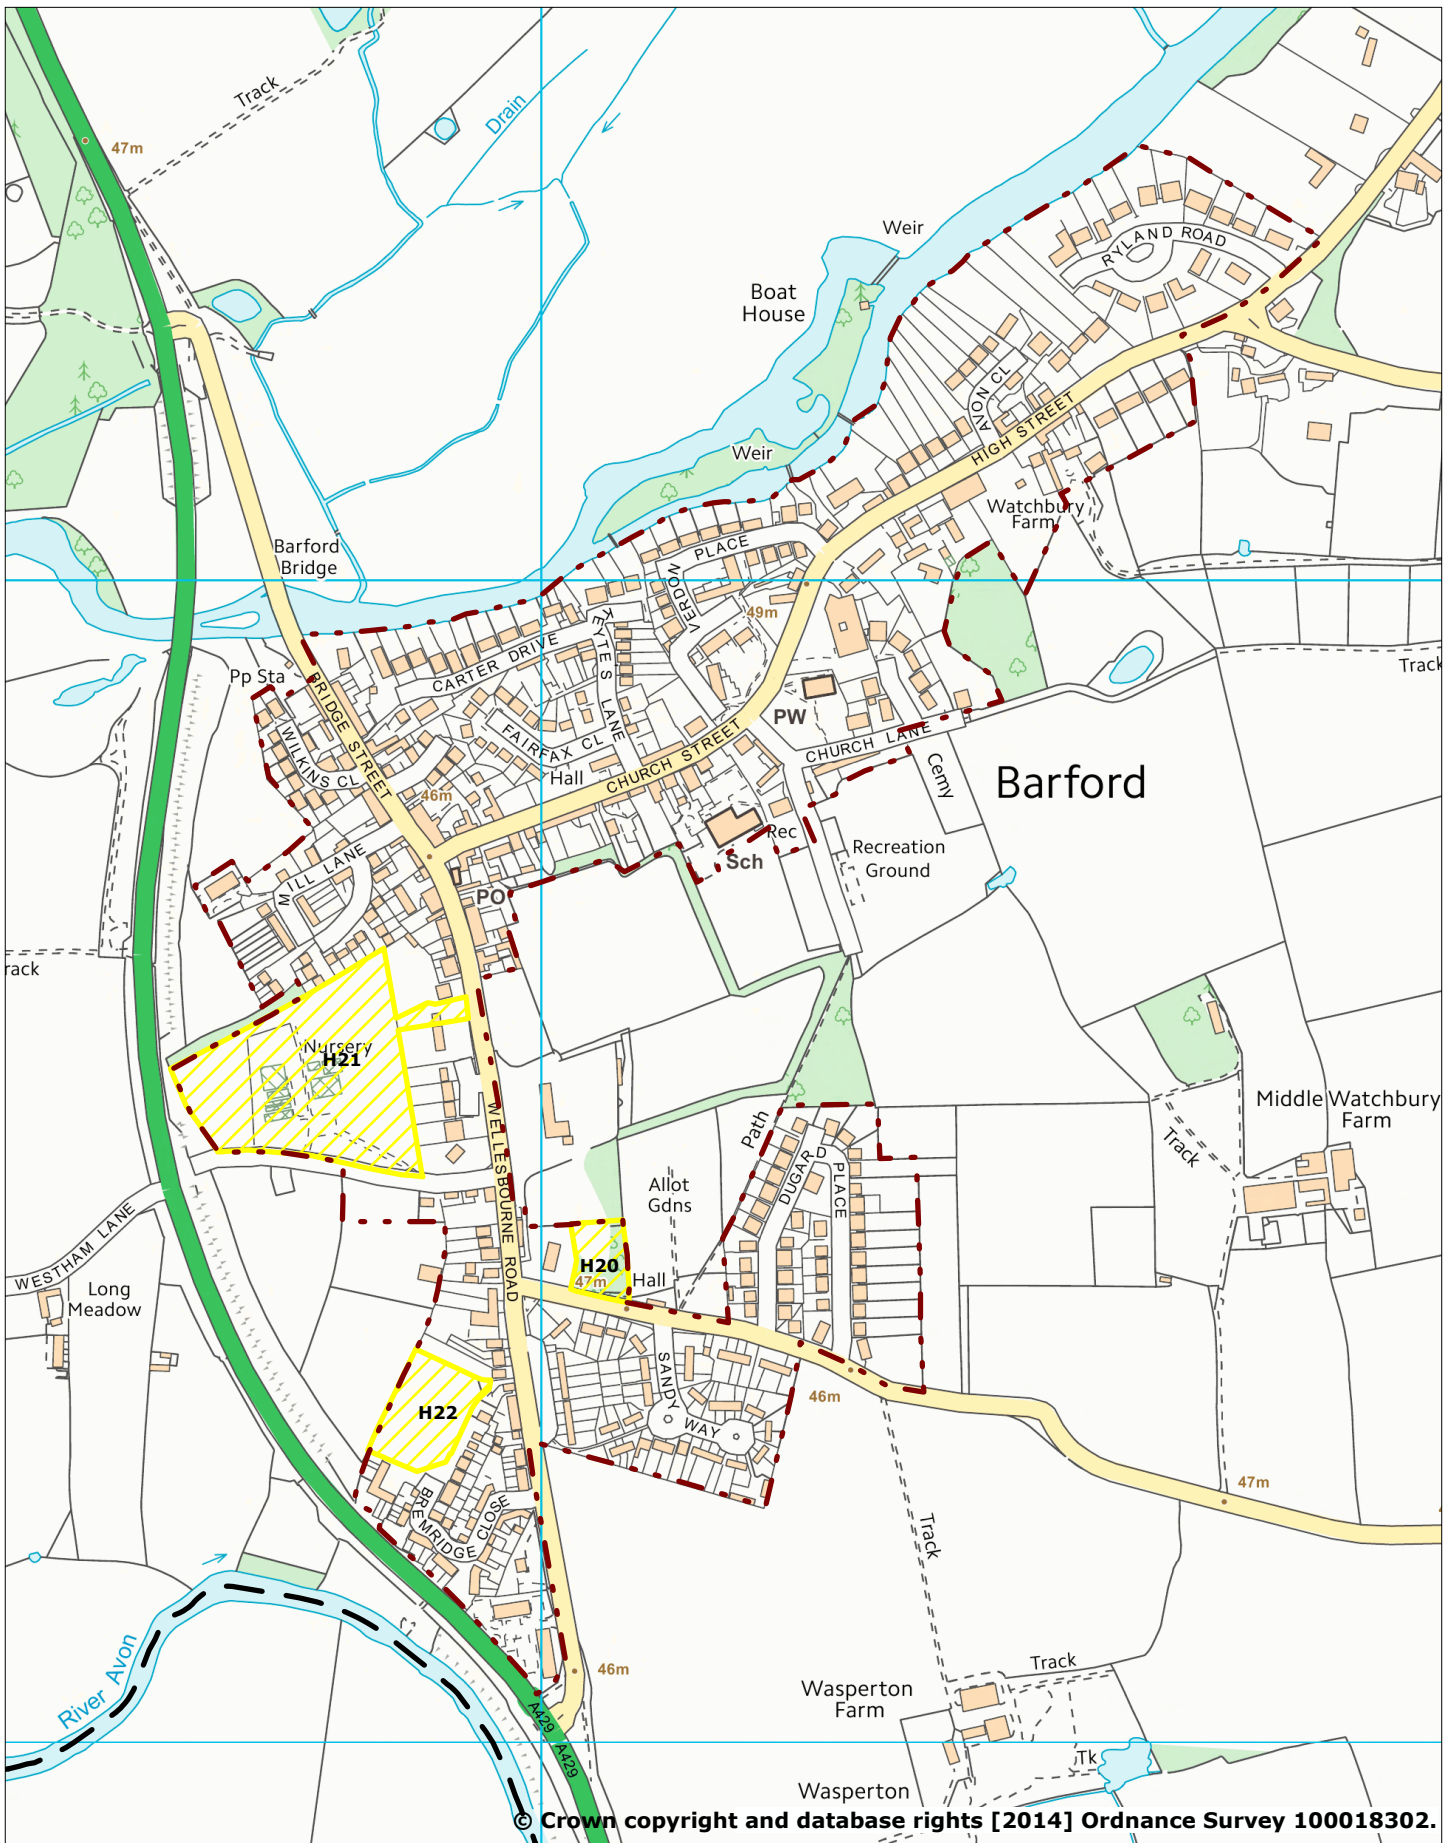 Track
47m
Drain
Weir
Boat
House
RYLAND ROAD
AVON CL
HIGH STREET
Weir
Watchbury
Farm
Barford
Bridge
VERDON
PLACE
49m
KEYTES LANE
CARTER DRIVE
Pp Sta
BRIDGE STREET
Track
PW
FAIRFAX CL
CHURCH STREET
CHURCH LANE
WILKINS CL
Hall
Cemy
Barford
46m
Rec
Sch
Recreation
Ground
MILL LANE
PO
rack
Nursery
H21
WELLESBOURNE ROAD
Path
Middle Watchbury
Farm
Track
DUGARD PLACE
Allot
Gdns
WESTHAM LANE
Long
Meadow
H20
47m
Hall
SANDY WAY
46m
H22
47m
BREMRIDGE CLOSE
Track
River Avon
46m
Track
Wasperton
Farm
A429
A429
Tk
Wasperton
© Crown copyright and database rights [2014] Ordnance Survey 100018302.